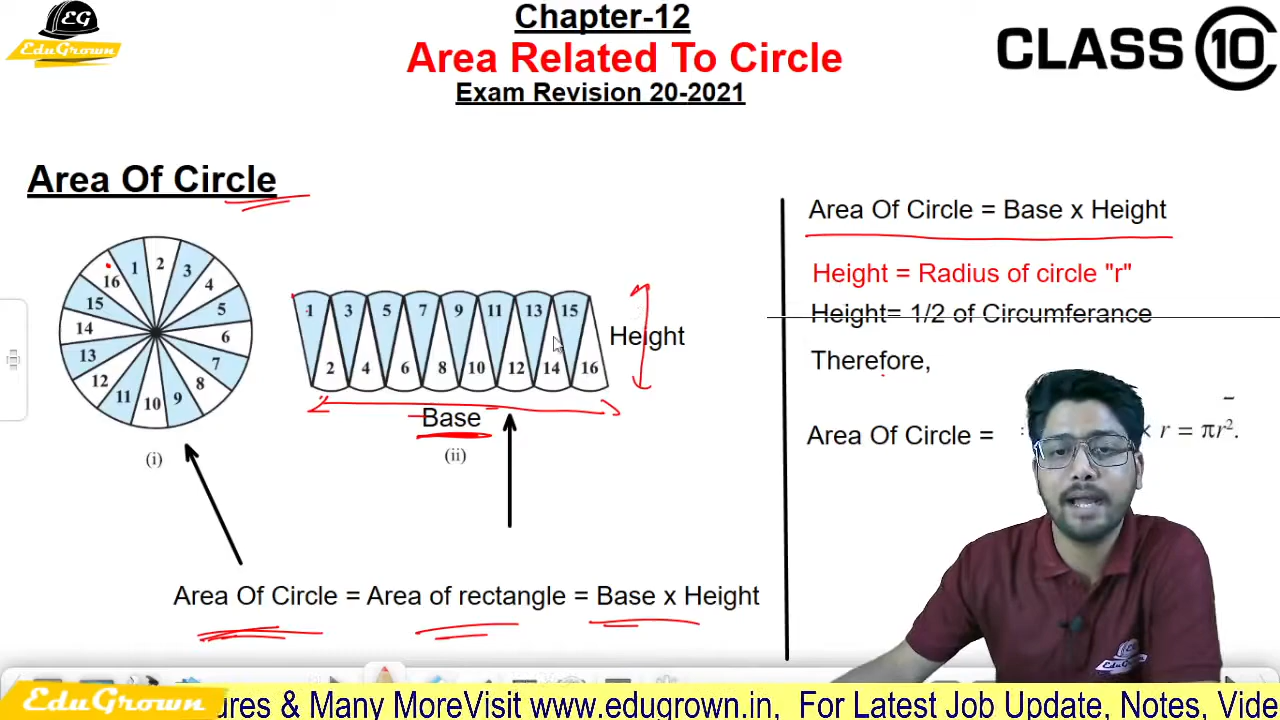 EG
EduGrown
Chapter-12
Area Related To Circle
Exam Revision 20-2021
CLASS 10
Area Of Circle
1 2 3 4 5 6 7 8 9 10 11 12 13 14 15 16
(i)
1 3 5 7 9 11 13 15
2 4 6 8 10 12 14 16
Height
Base
(ii)
Area Of Circle = Area of rectangle = Base x Height
Area Of Circle = Base x Height
Height = Radius of circle "r"
Height= 1/2 of Circumferance
Therefore,
Area Of Circle = × r = πr².
EduGrown
EduGrown
ures & Many MoreVisit www.edugrown.in, For Latest Job Update, Notes, Vide